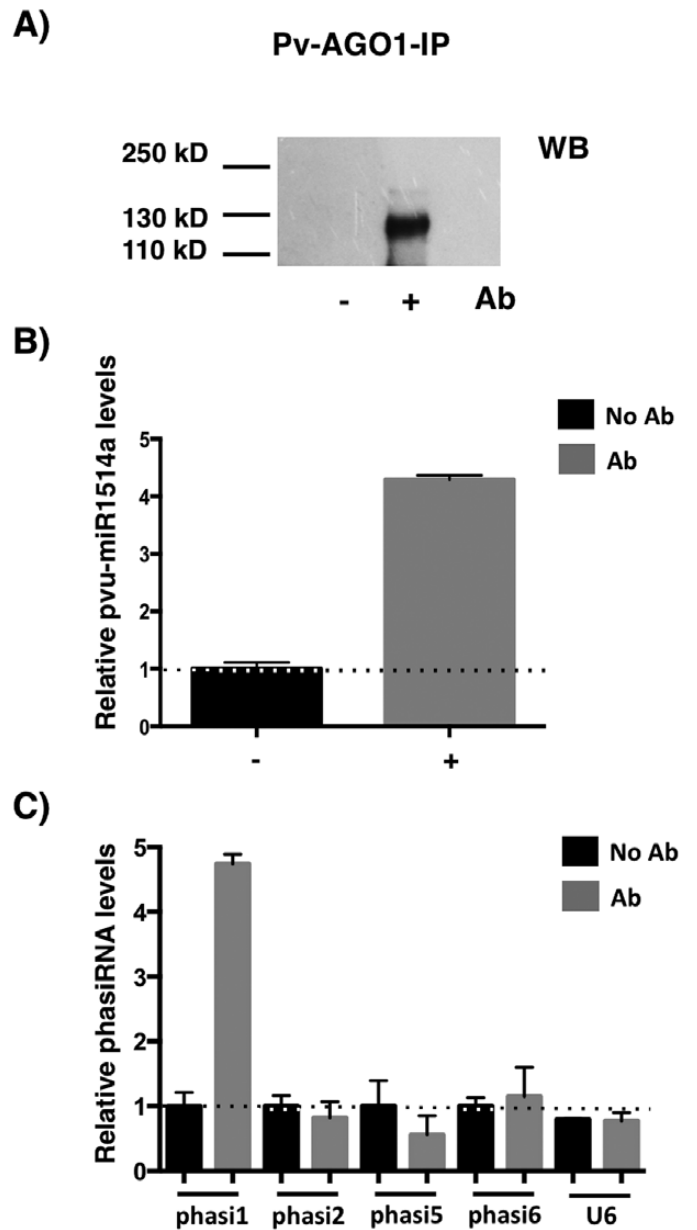 A)
Pv-AGO1-IP
250 kD
WB
130 kD
110 kD
- + Ab
B)
Relative pvu-miR1514a levels
No Ab
Ab
5
4
3
2
1
0
- +
C)
Relative phasiRNA levels
No Ab
Ab
5
4
3
2
1
0
phasi1 phasi2 phasi5 phasi6 U6